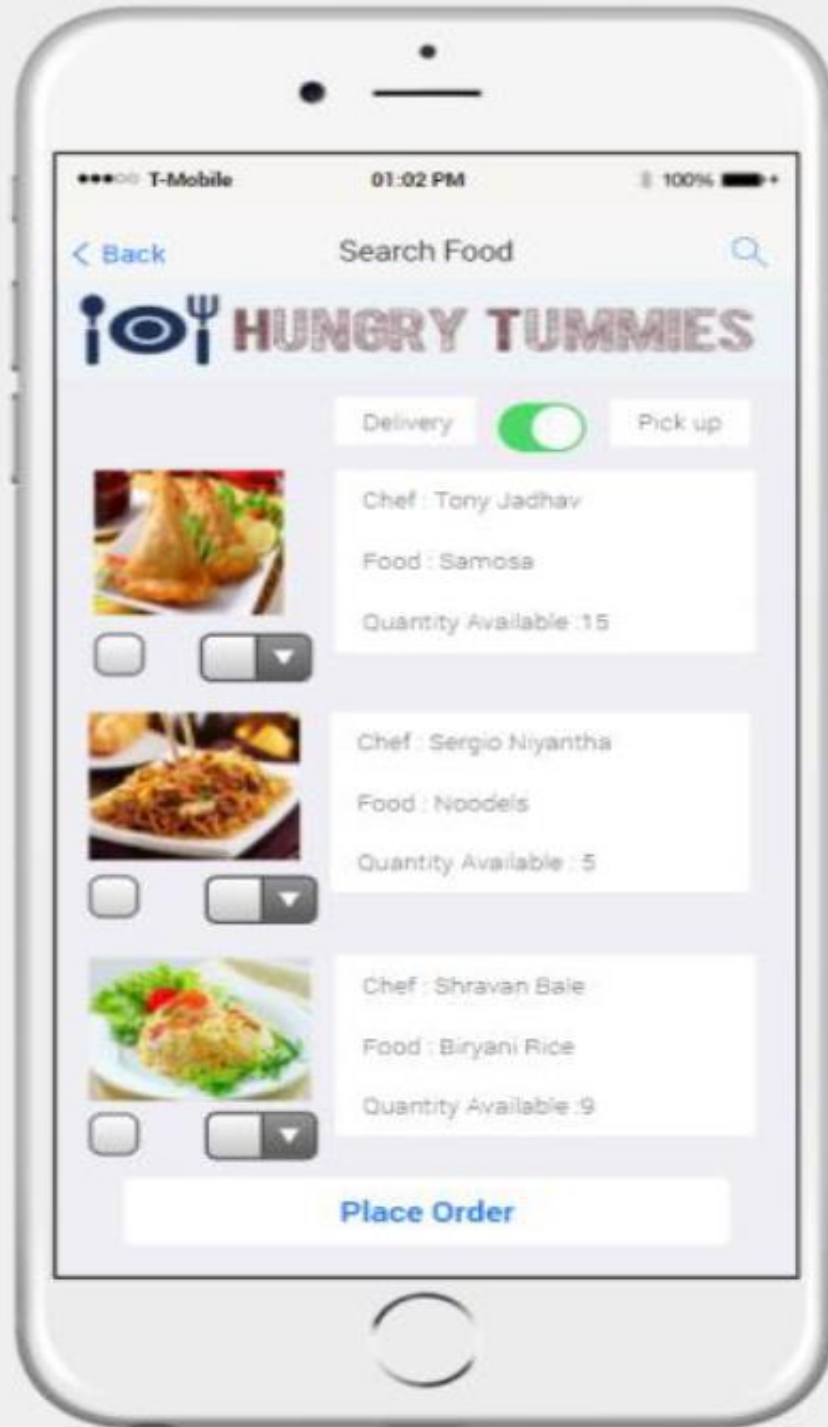 T-Mobile 01:02 PM 100%
< Back Search Food
HUNGRY TUMMIES
Delivery Pick up
Chef : Tony Jadhav
Food : Samosa
Quantity Available :15
Chef : Sergio Niyantha
Food : Noodels
Quantity Available : 5
Chef : Shravan Bale
Food : Biryani Rice
Quantity Available :9
Place Order